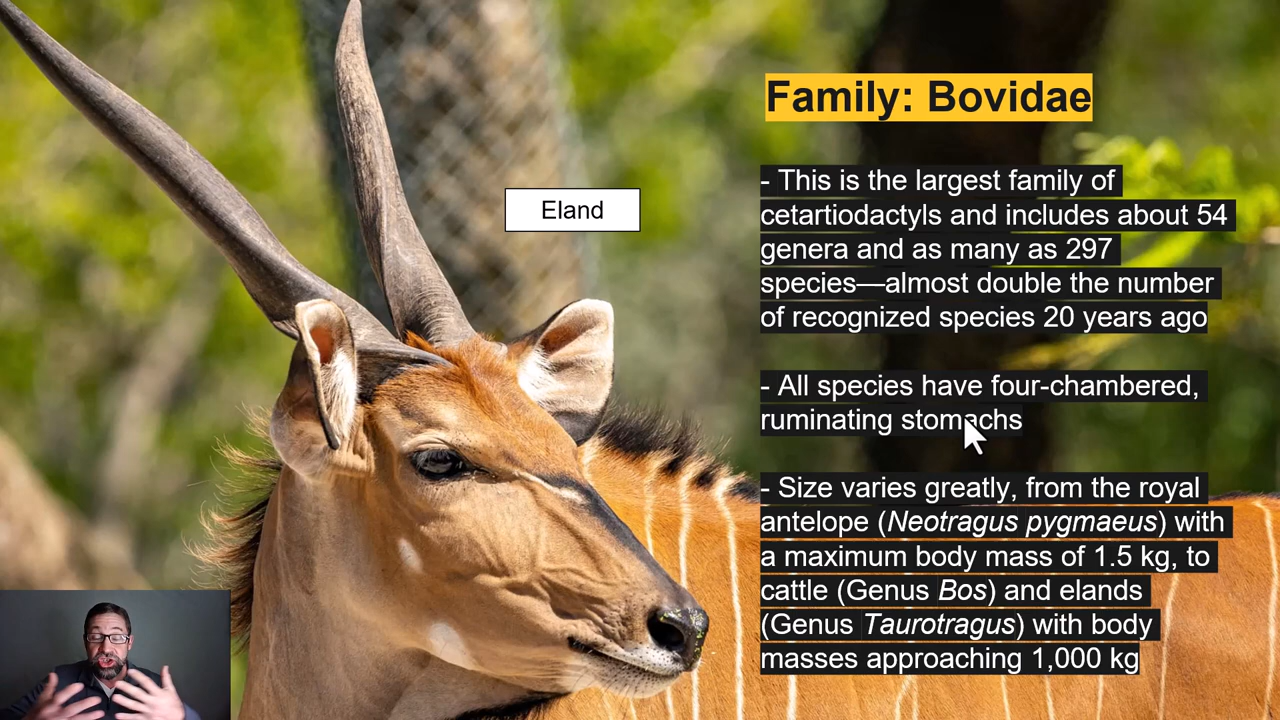 Family: Bovidae
Eland
- This is the largest family of
cetartiodactyls and includes about 54
genera and as many as 297
species—almost double the number
of recognized species 20 years ago
- All species have four-chambered,
ruminating stomachs
- Size varies greatly, from the royal
antelope (Neotragus pygmaeus) with
a maximum body mass of 1.5 kg, to
cattle (Genus Bos) and elands
(Genus Taurotragus) with body
masses approaching 1,000 kg